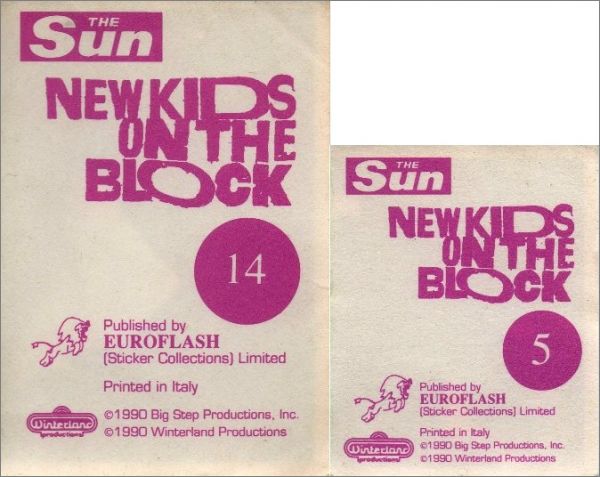 THE
Sun
NEW KIDS
ON THE
BLOCK
14
Published by
EUROFLASH
(Sticker Collections) Limited
Printed in Italy
Winterland
productions
©1990 Big Step Productions, Inc.
©1990 Winterland Productions
THE
Sun
NEW KIDS
ON THE
BLOCK
5
Published by
EUROFLASH
(Sticker Collections) Limited
Printed in Italy
Winterland
productions
©1990 Big Step Productions, Inc.
©1990 Winterland Productions